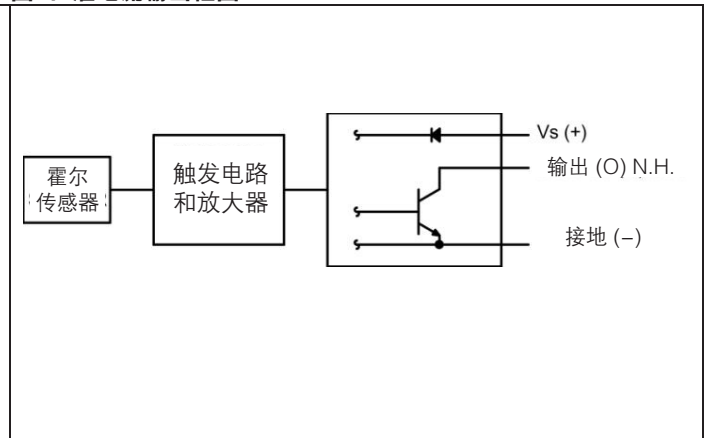 霍尔
传感器
触发电路
和放大器
Vs (+)
输出 (O) N.H.
接地 (–)